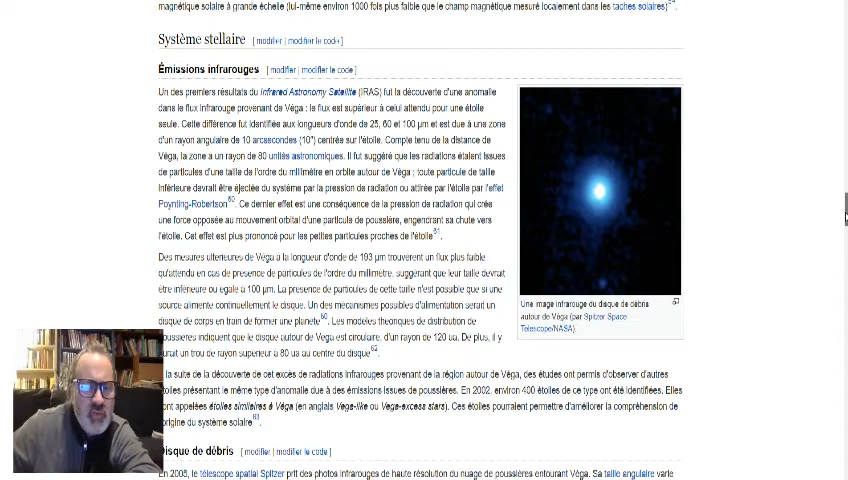 magnétique solaire à grande échelle (lui-même environ 1000 fois plus faible que le champ magnétique mesuré localement dans les taches solaires)
Système stellaire [ modifier | modifier le code ]
Émissions infrarouges [ modifier | modifier le code ]
Un des premiers résultats du Infrared Astronomy Satellite (IRAS) fut la découverte d'une anomalie
dans le flux infrarouge provenant de Véga ; le flux est supérieur à celui attendu pour une étoile
seule. Cette différence fut identifiée aux longueurs d'onde de 25, 60 et 100 µm et est due à une zone
d'un rayon angulaire de 10 arcsecondes (10") centrée sur l'étoile. Compte tenu de la distance de
Véga, la zone a un rayon de 80 unités astronomiques. Il fut suggéré que les radiations étaient issues
de particules d'une taille de l'ordre du millimètre en orbite autour de Véga ; toute particule de taille
inférieure devrait être éjectée du système par la pression de radiation ou attirée par l'étoile par l'effet
Poynting-Robertson60. Ce dernier effet est une conséquence de la pression de radiation qui crée
une force opposée au mouvement orbital d'une particule de poussière, engendrant sa chute vers
l'étoile. Cet effet est plus prononcé pour les petites particules proches de l'étoile61.
Des mesures ultérieures de Véga à la longueur d'onde de 193 µm trouvèrent un flux plus faible
qu'attendu en cas de présence de particules de l'ordre du millimètre, suggérant que leur taille devrait
être inférieure ou égale à 100 µm. La présence de particules de cette taille n'est possible que si une
source alimente continuellement le disque. Un des mécanismes possibles d'alimentation serait un
disque de corps en train de former une planète60. Les modèles théoriques de distribution de
poussières indiquent que le disque autour de Véga est circulaire, d'un rayon de 120 ua. De plus, il y
aurait un trou de rayon supérieur à 80 ua au centre du disque62.
la suite de la découverte de cet excès de radiations infrarouges provenant de la région autour de Véga, des études ont permis d'observer d'autres
étoiles présentant le même type d'anomalie due à des émissions issues de poussières. En 2002, environ 400 étoiles de ce type ont été identifiées. Elles
ont appelées étoiles similaires à Véga (en anglais Vega-like ou Vega-excess stars). Ces étoiles pourraient permettre d'améliorer la compréhension de
origine du système solaire63.
Une image infrarouge du disque de débris
autour de Véga (par Spitzer Space
Telescope/NASA).
Disque de débris [ modifier | modifier le code ]
En 2005, le télescope spatial Spitzer prit des photos infrarouges de haute résolution du nuage de poussières entourant Véga. Sa taille angulaire varie